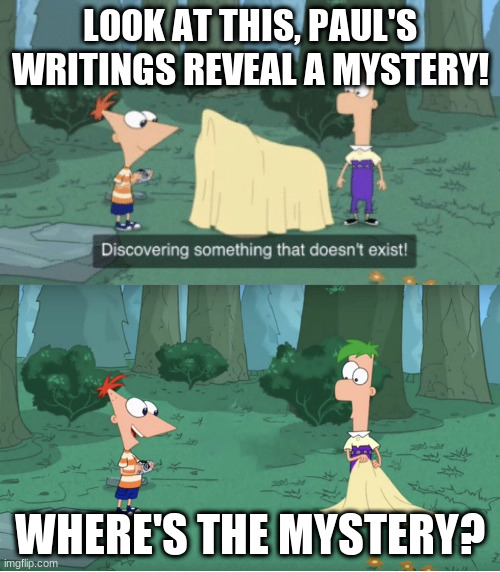 LOOK AT THIS, PAUL'S
WRITINGS REVEAL A MYSTERY!
Discovering something that doesn't exist!
WHERE'S THE MYSTERY?
imgflip.com